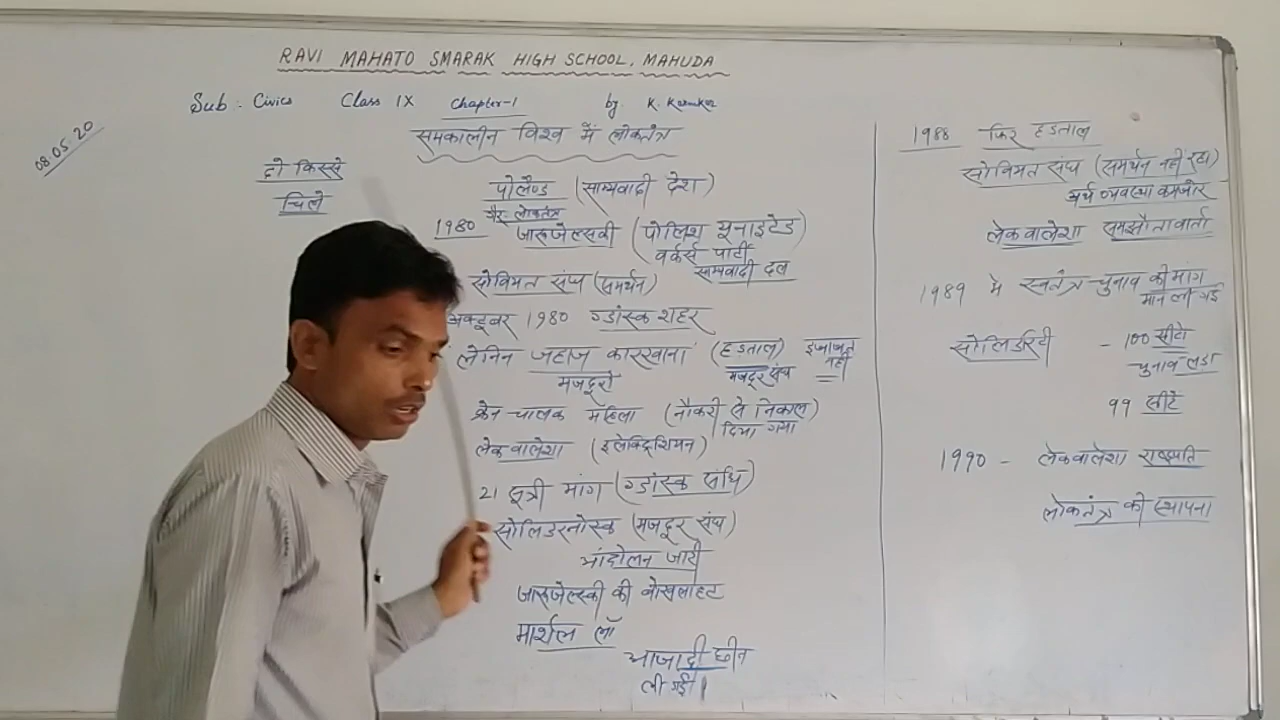 RAVI MAHATO SMARAK HIGH SCHOOL, MAHUDA
Sub: Civics Class IX Chapter-1 by. K.
08.05.20
समकालीन विश्व में लोकतंत्र
दो किस्से
चिले
पोलैण्ड (साम्यवादी देश)
गैर लोकतंत्र
1980 जारूजेल्सकी (पोलिश यूनाइटेड)
वर्कर्स पार्टी
साम्यवादी दल
सोवियत संघ (समर्थन)
अक्टूबर 1980 ग्डांस्क शहर
लेनिन जहाज कारखाना (हडताल) इजाजत नहीं
मजदूरों मजदूर संघ
क्रेन चालक महिला (नौकरी से निकाल)
दिया गया
लेक वालेशा (इलेक्ट्रिशियन)
21 सूत्री मांग (ग्डांस्क संधि)
सोलिडरनोस्क (मजदूर संघ)
आंदोलन जारी
जारूजेल्स्की की बोखलाहट
मार्शल लॉ
आजादी छीन
ली गई।
1988 फिर हडताल
सोवियत संघ (समर्थन नहीं रहा)
अर्थ व्यवस्था कमजोर
लेक वालेशा समझौता वार्ता
1989 में स्वतंत्र चुनाव की मांग
मान ली गई
सोलिडरिटी - 100 सीटो
चुनाव लडा
99 सीटे
1990 - लेकवालेशा राष्ट्रपति
लोकतंत्र की स्थापना